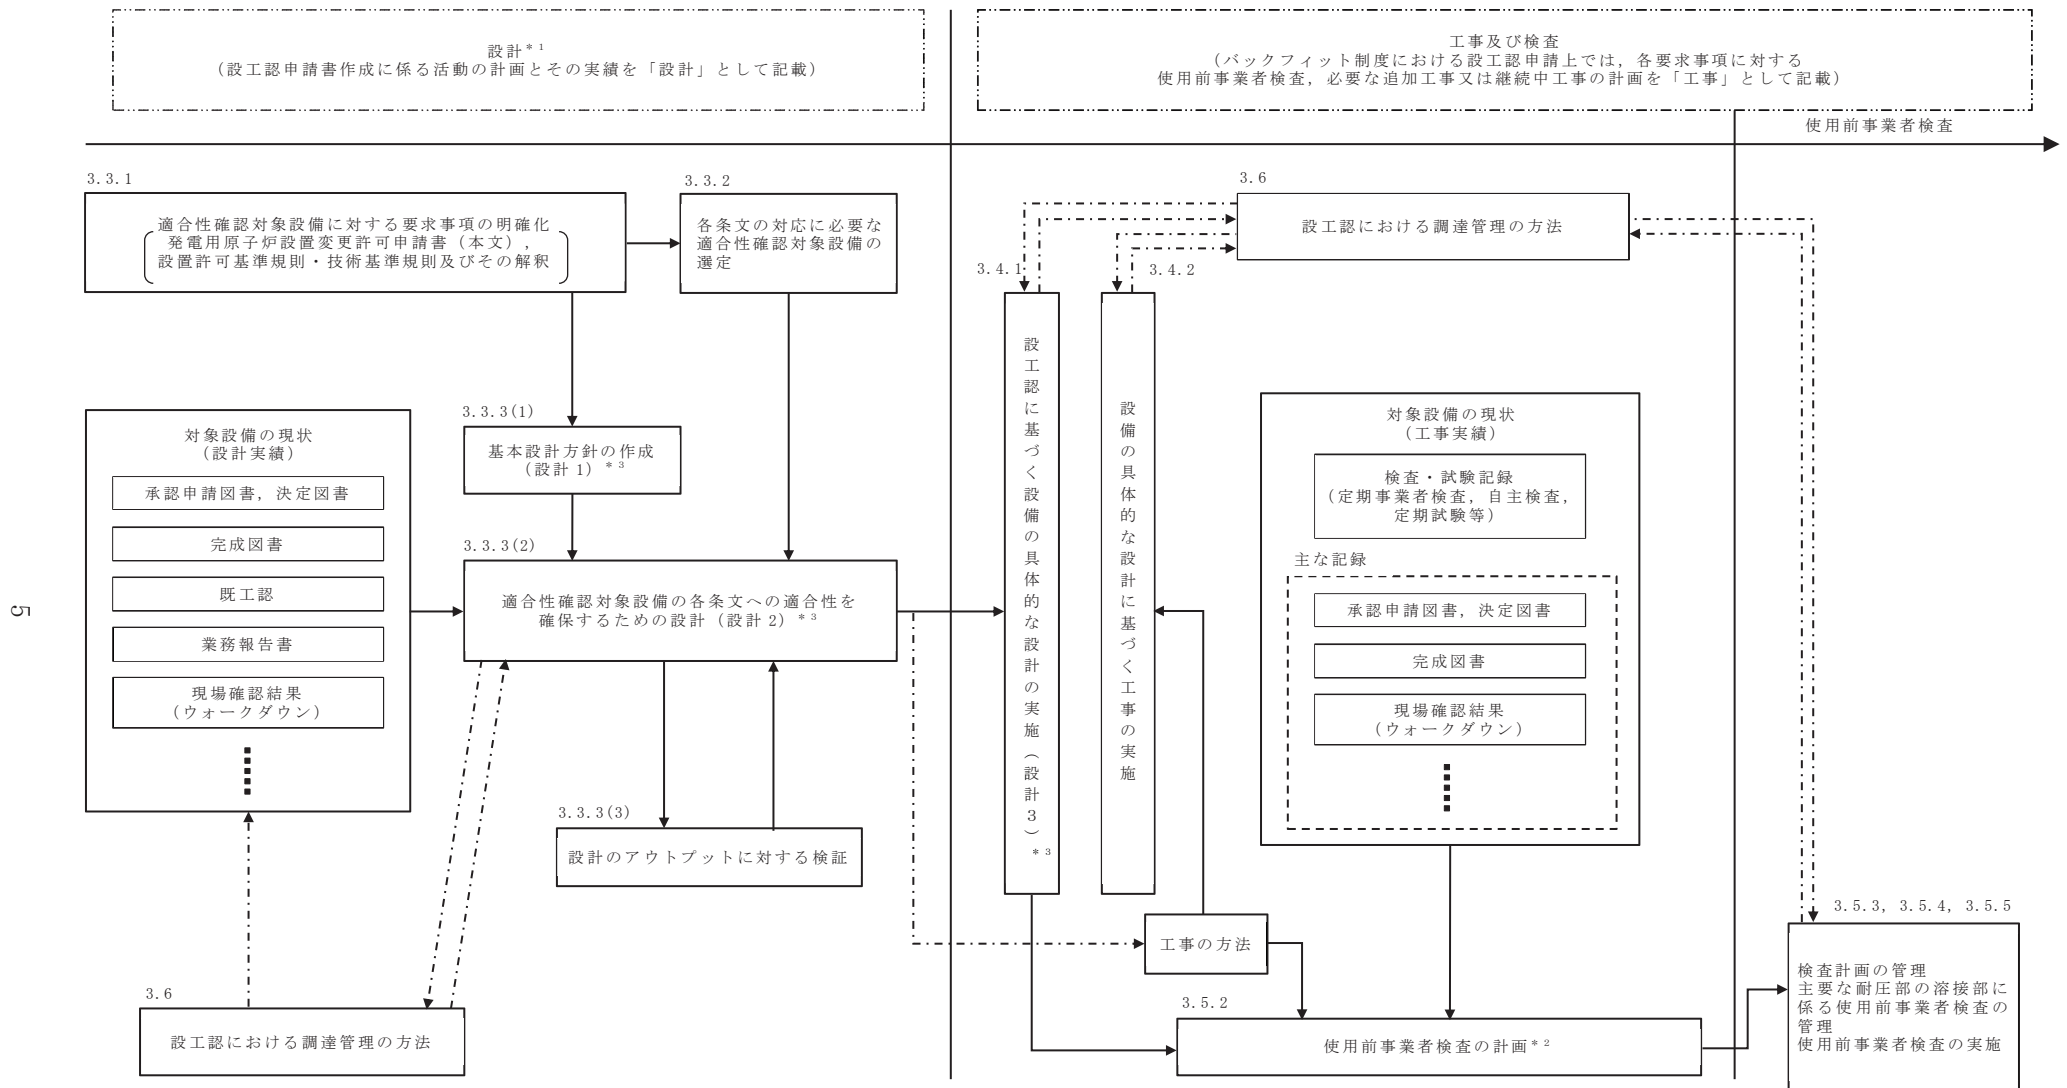 設計*1
(設工認申請書作成に係る活動の計画とその実績を「設計」として記載)
工事及び検査
(バックフィット制度における設工認申請上では,各要求事項に対する
使用前事業者検査,必要な追加工事又は継続中工事の計画を「工事」として記載)
使用前事業者検査
3.3.1
適合性確認対象設備に対する要求事項の明確化
発電用原子炉設置変更許可申請書(本文),
設置許可基準規則・技術基準規則及びその解釈
3.3.2
各条文の対応に必要な
適合性確認対象設備の
選定
対象設備の現状
(設計実績)
承認申請図書,決定図書
完成図書
既工認
業務報告書
現場確認結果
(ウォークダウン)
3.3.3(1)
基本設計方針の作成
(設計1)*3
3.3.3(2)
適合性確認対象設備の各条文への適合性を
確保するための設計(設計2)*3
3.3.3(3)
設計のアウトプットに対する検証
3.6
設工認における調達管理の方法
3.6
設工認における調達管理の方法
3.4.1
設工認に基づく設備の具体的な設計の実施(設計3)*3
3.4.2
設備の具体的な設計に基づく工事の実施
対象設備の現状
(工事実績)
検査・試験記録
(定期事業者検査,自主検査,
定期試験等)
主な記録
承認申請図書,決定図書
完成図書
現場確認結果
(ウォークダウン)
工事の方法
3.5.2
使用前事業者検査の計画*2
3.5.3, 3.5.4, 3.5.5
検査計画の管理
主要な耐圧部の溶接部に
係る使用前事業者検査の
管理
使用前事業者検査の実施
5